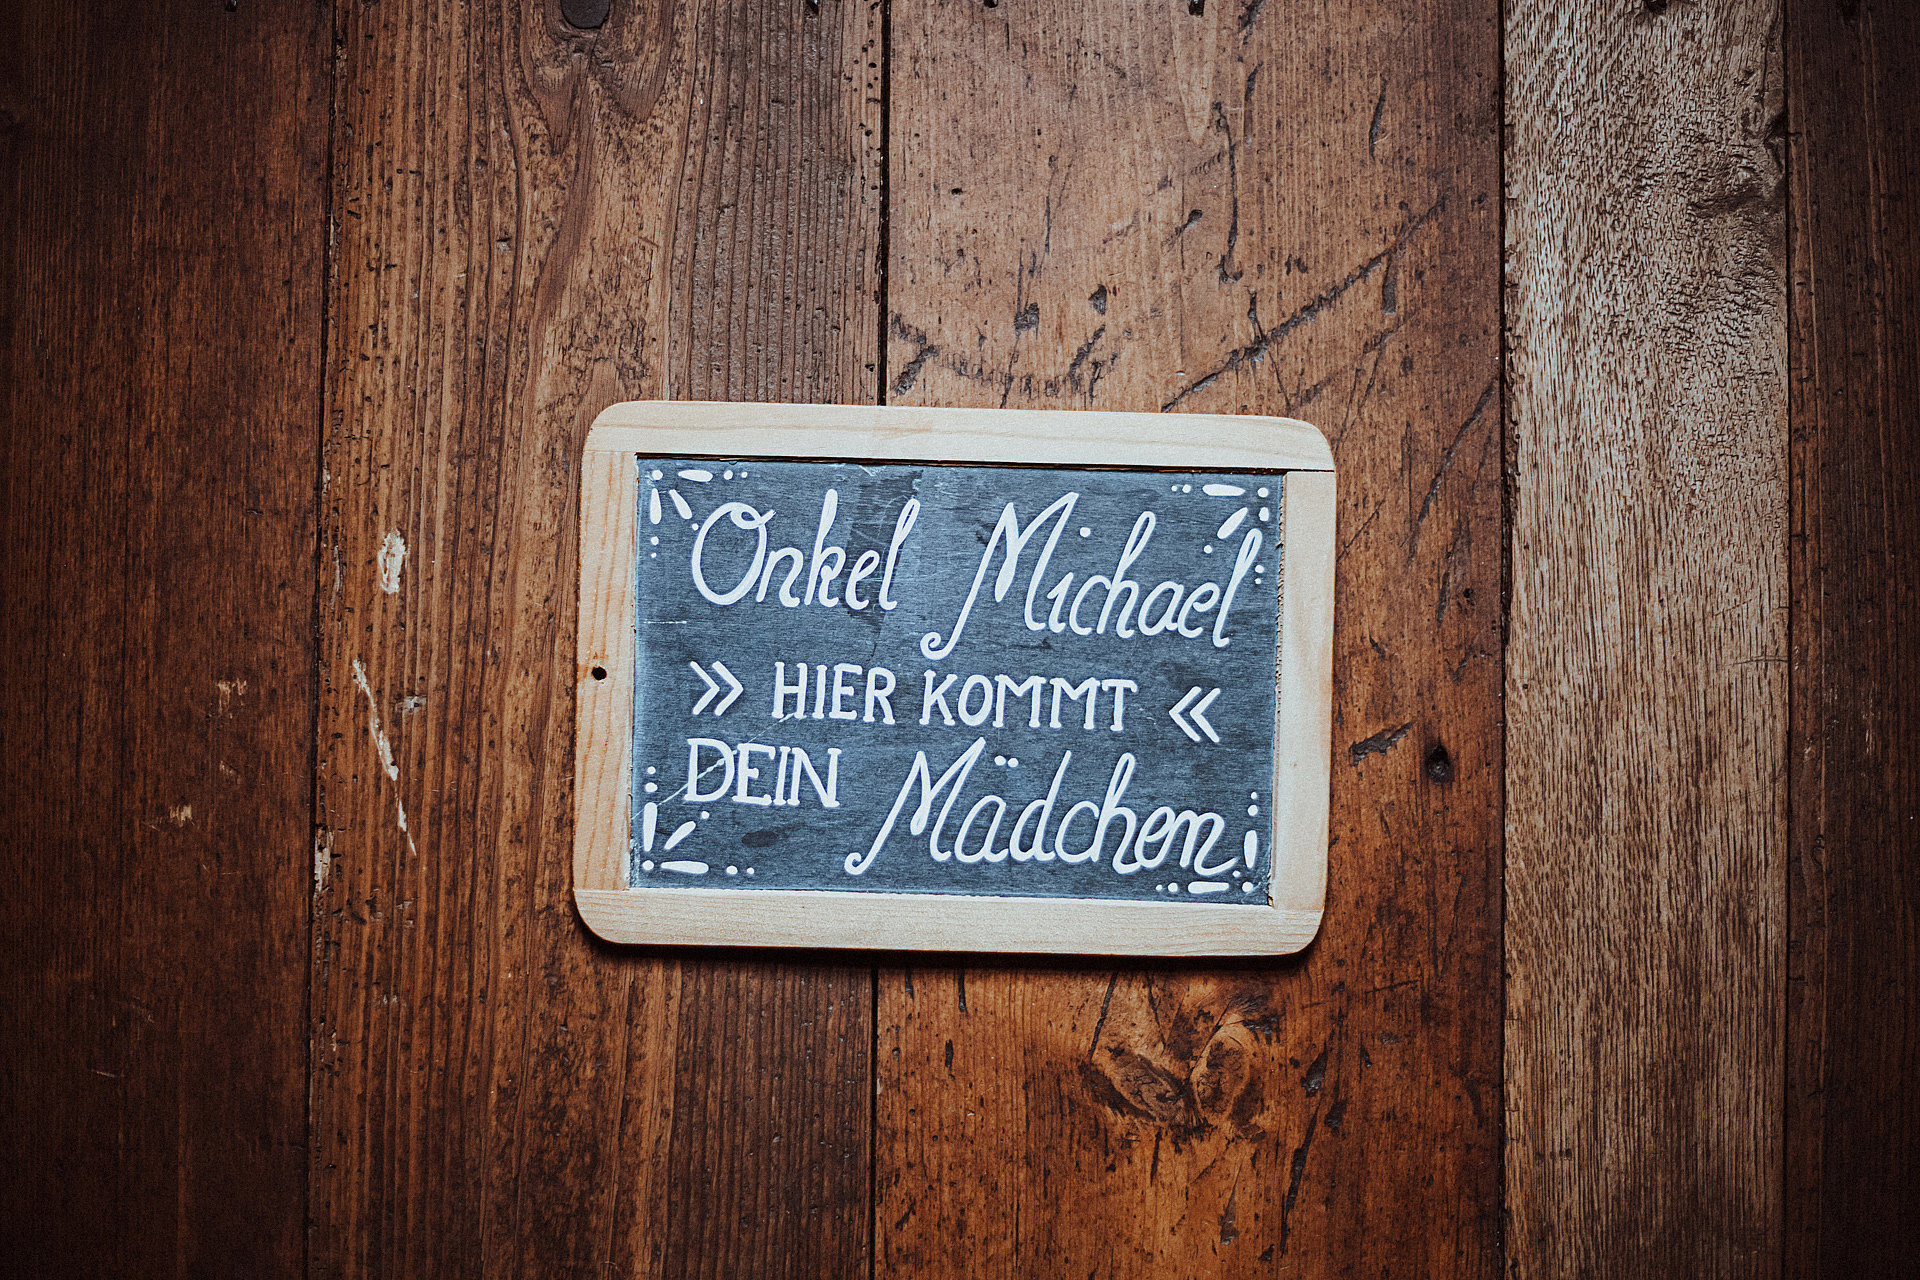 Onkel Michael
» HIER KOMMT «
DEIN Mädchen